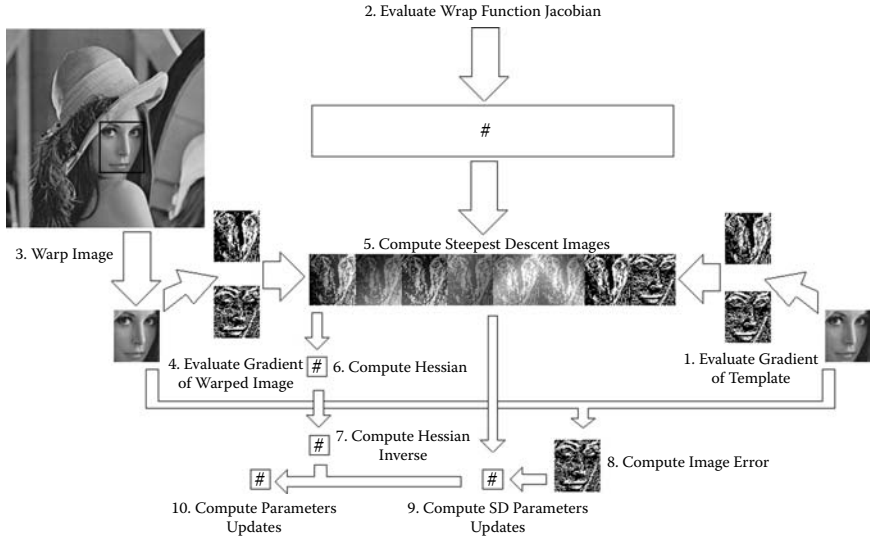 2. Evaluate Wrap Function Jacobian
#
3. Warp Image
5. Compute Steepest Descent Images
4. Evaluate Gradient
of Warped Image
#
6. Compute Hessian
1. Evaluate Gradient
of Template
#
7. Compute Hessian
Inverse
8. Compute Image Error
#
#
10. Compute Parameters
Updates
9. Compute SD Parameters
Updates